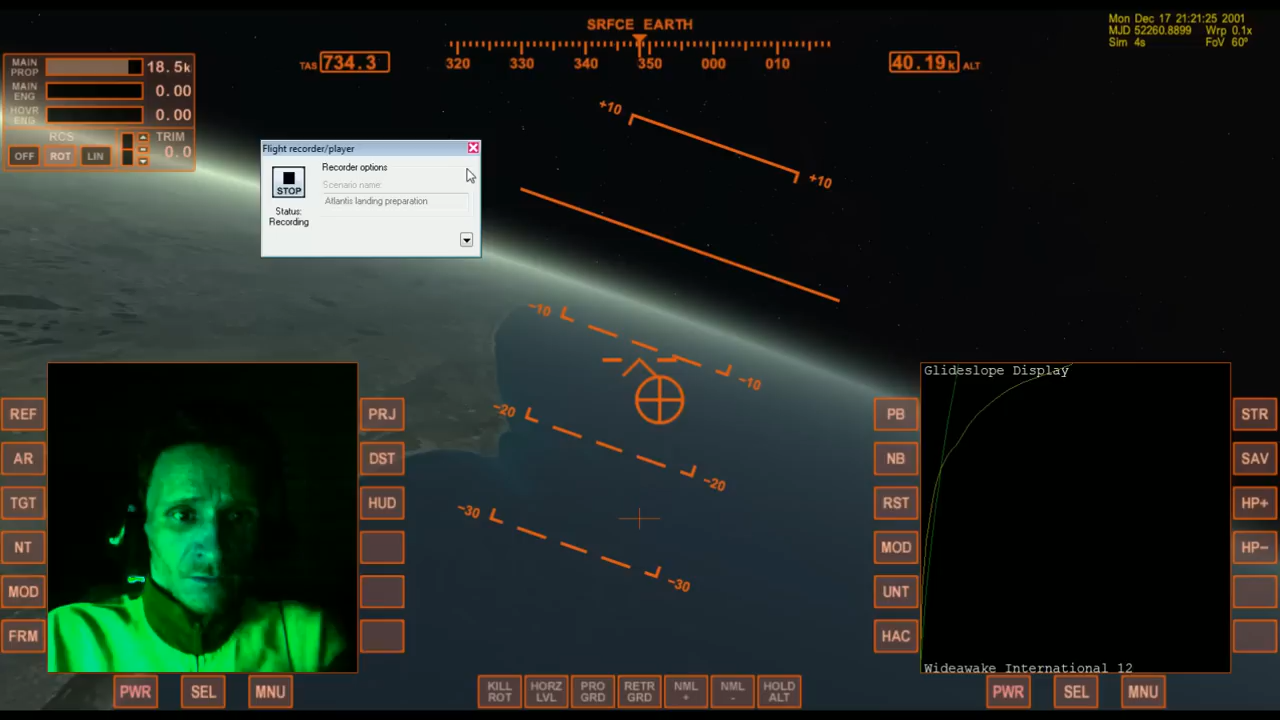 SRFCE EARTH
Mon Dec 17 21:21:25 2001
MJD 52260.8899 Wrp 0.1x
Sim 4s FoV 60°
MAIN PROP 18.5k
MAIN ENG 0.00
HOVR ENG 0.00
RCS TRIM
OFF ROT LIN 0.0
TAS 734.3
320 330 340 350 000 010
40.19k ALT
+10 +10
Flight recorder/player
Recorder options
Scenario name:
Atlantis landing preparation
STOP
Status:
Recording
-10 -10
-20 -20
-30 -30
REF PRJ
AR DST
TGT HUD
NT
MOD
FRM
PWR SEL MNU
KILL ROT
HORZ LVL
PRO GRD
RETR GRD
NML +
NML -
HOLD ALT
Glideslope Display
PB STR
NB SAV
RST HP+
MOD HP-
UNT
HAC
Wideawake International 12
PWR SEL MNU